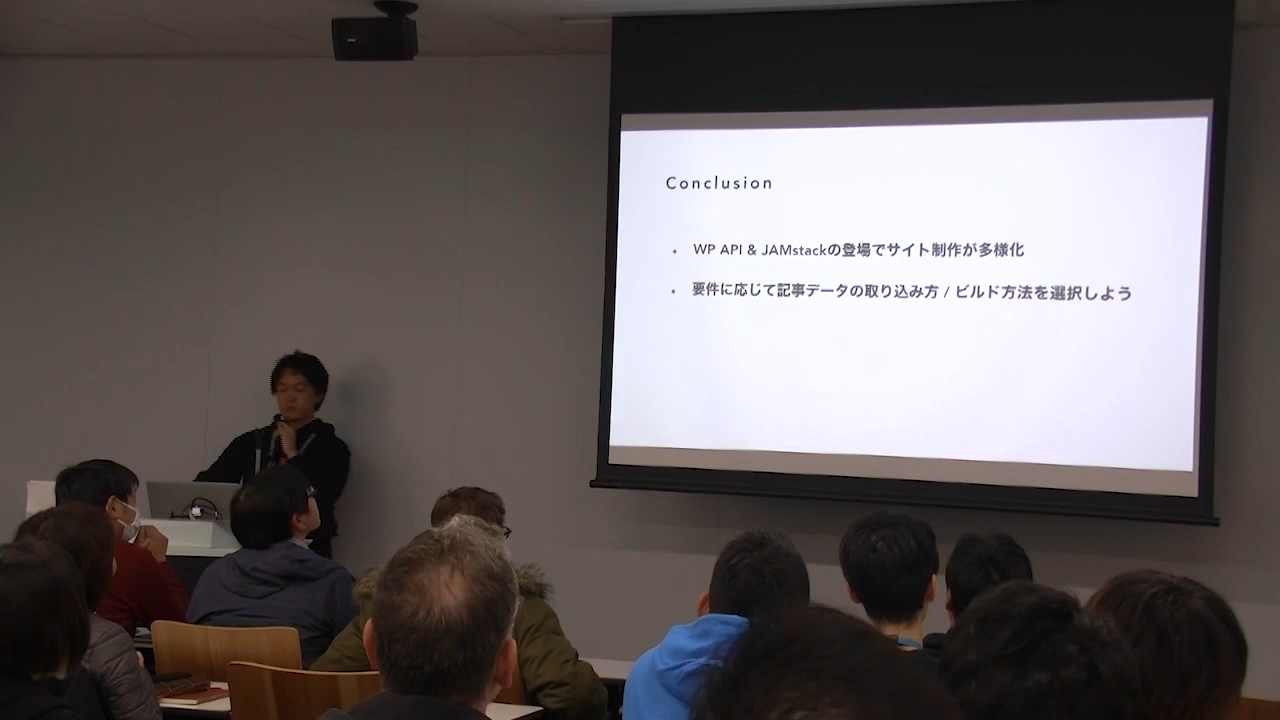 Conclusion
• WP API & JAMstackの登場でサイト制作が多様化
• 要件に応じて記事データの取り込み方 / ビルド方法を選択しよう